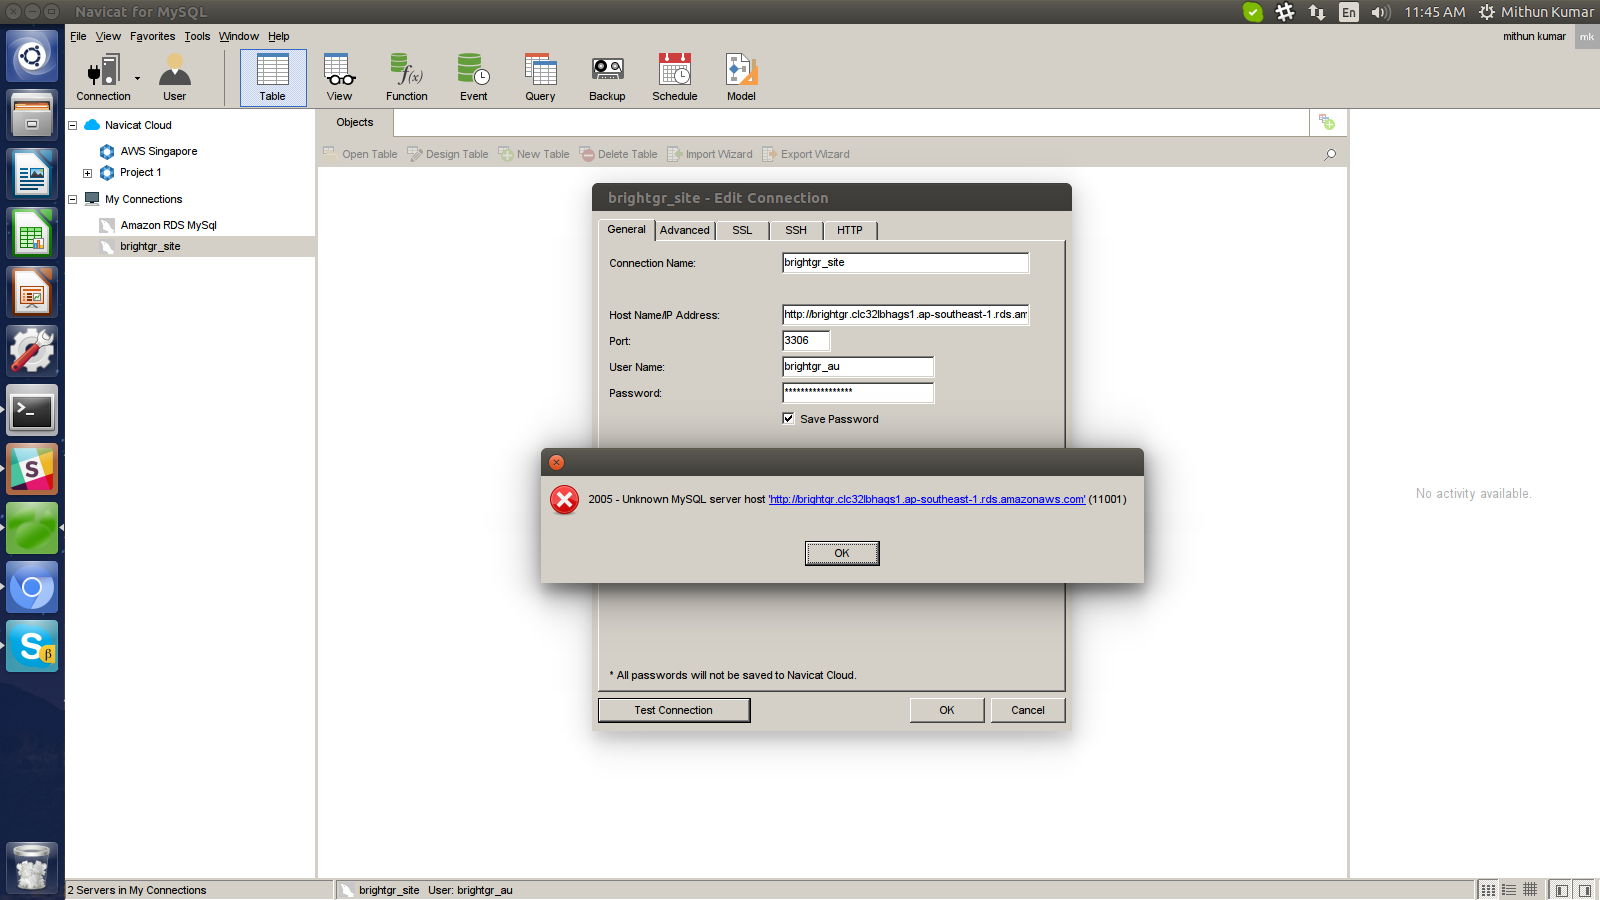 Navicat for MySQL
En
11:45 AM
Mithun Kumar
File View Favorites Tools Window Help
mithun kumar
mk
Connection
User
Table
View
f(x)
Function
Event
Query
Backup
Schedule
Model
Navicat Cloud
AWS Singapore
Project 1
My Connections
Amazon RDS MySql
brightgr_site
Objects
Open Table Design Table New Table Delete Table Import Wizard Export Wizard
brightgr_site - Edit Connection
General Advanced SSL SSH HTTP
Connection Name: brightgr_site
Host Name/IP Address: http://brightgr.clc32lbhags1.ap-southeast-1.rds.am
Port: 3306
User Name: brightgr_au
Password: *****************
Save Password
2005 - Unknown MySQL server host 'http://brightgr.clc32lbhags1.ap-southeast-1.rds.amazonaws.com' (11001)
OK
* All passwords will not be saved to Navicat Cloud.
Test Connection OK Cancel
No activity available.
S
S β
2 Servers in My Connections
brightgr_site User: brightgr_au